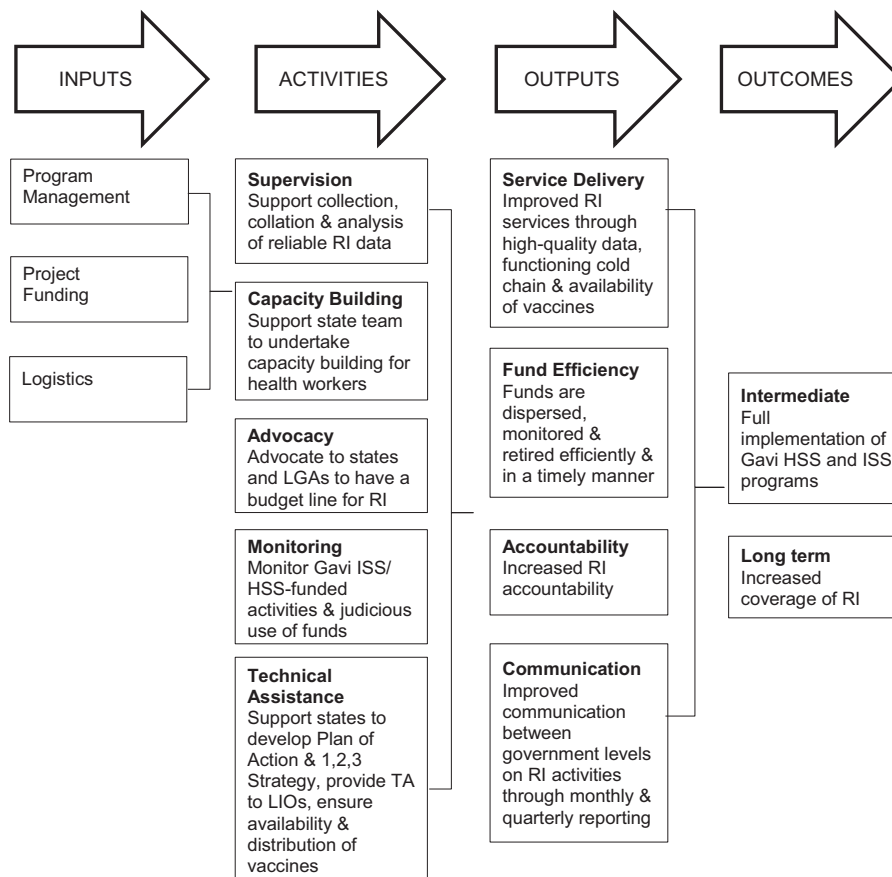 INPUTS
ACTIVITIES
OUTPUTS
OUTCOMES
Program
Management
Project
Funding
Logistics
Supervision
Support collection,
collation & analysis
of reliable RI data
Capacity Building
Support state team
to undertake
capacity building for
health workers
Advocacy
Advocate to states
and LGAs to have a
budget line for RI
Monitoring
Monitor Gavi ISS/
HSS-funded
activities & judicious
use of funds
Technical
Assistance
Support states to
develop Plan of
Action & 1,2,3
Strategy, provide TA
to LIOs, ensure
availability &
distribution of
vaccines
Service Delivery
Improved RI
services through
high-quality data,
functioning cold
chain & availability
of vaccines
Fund Efficiency
Funds are
dispersed,
monitored &
retired efficiently &
in a timely manner
Accountability
Increased RI
accountability
Communication
Improved
communication
between
government levels
on RI activities
through monthly &
quarterly reporting
Intermediate
Full
implementation of
Gavi HSS and ISS
programs
Long term
Increased
coverage of RI